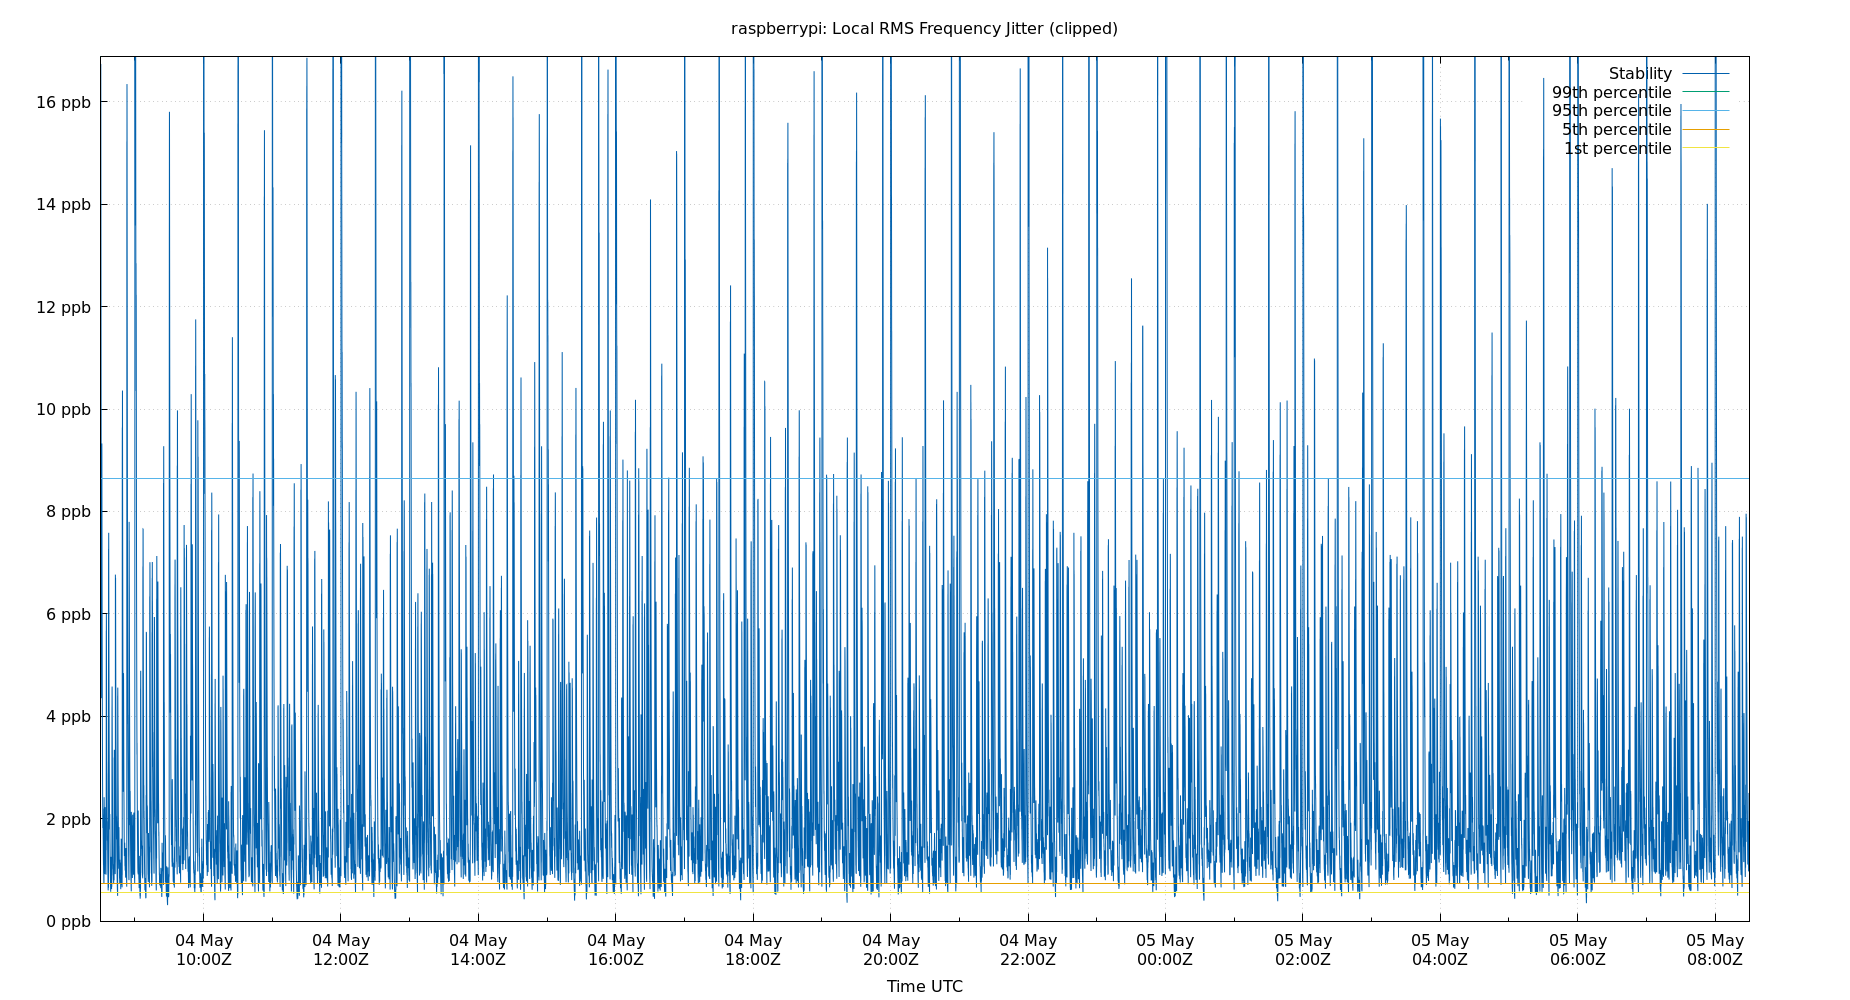 raspberrypi: Local RMS Frequency Jitter (clipped)
Stability
99th percentile
95th percentile
5th percentile
1st percentile
16 ppb
14 ppb
12 ppb
10 ppb
8 ppb
6 ppb
4 ppb
2 ppb
0 ppb
04 May 04 May 04 May 04 May 04 May 04 May 04 May 05 May 05 May 05 May 05 May 05 May
10:00Z 12:00Z 14:00Z 16:00Z 18:00Z 20:00Z 22:00Z 00:00Z 02:00Z 04:00Z 06:00Z 08:00Z
Time UTC